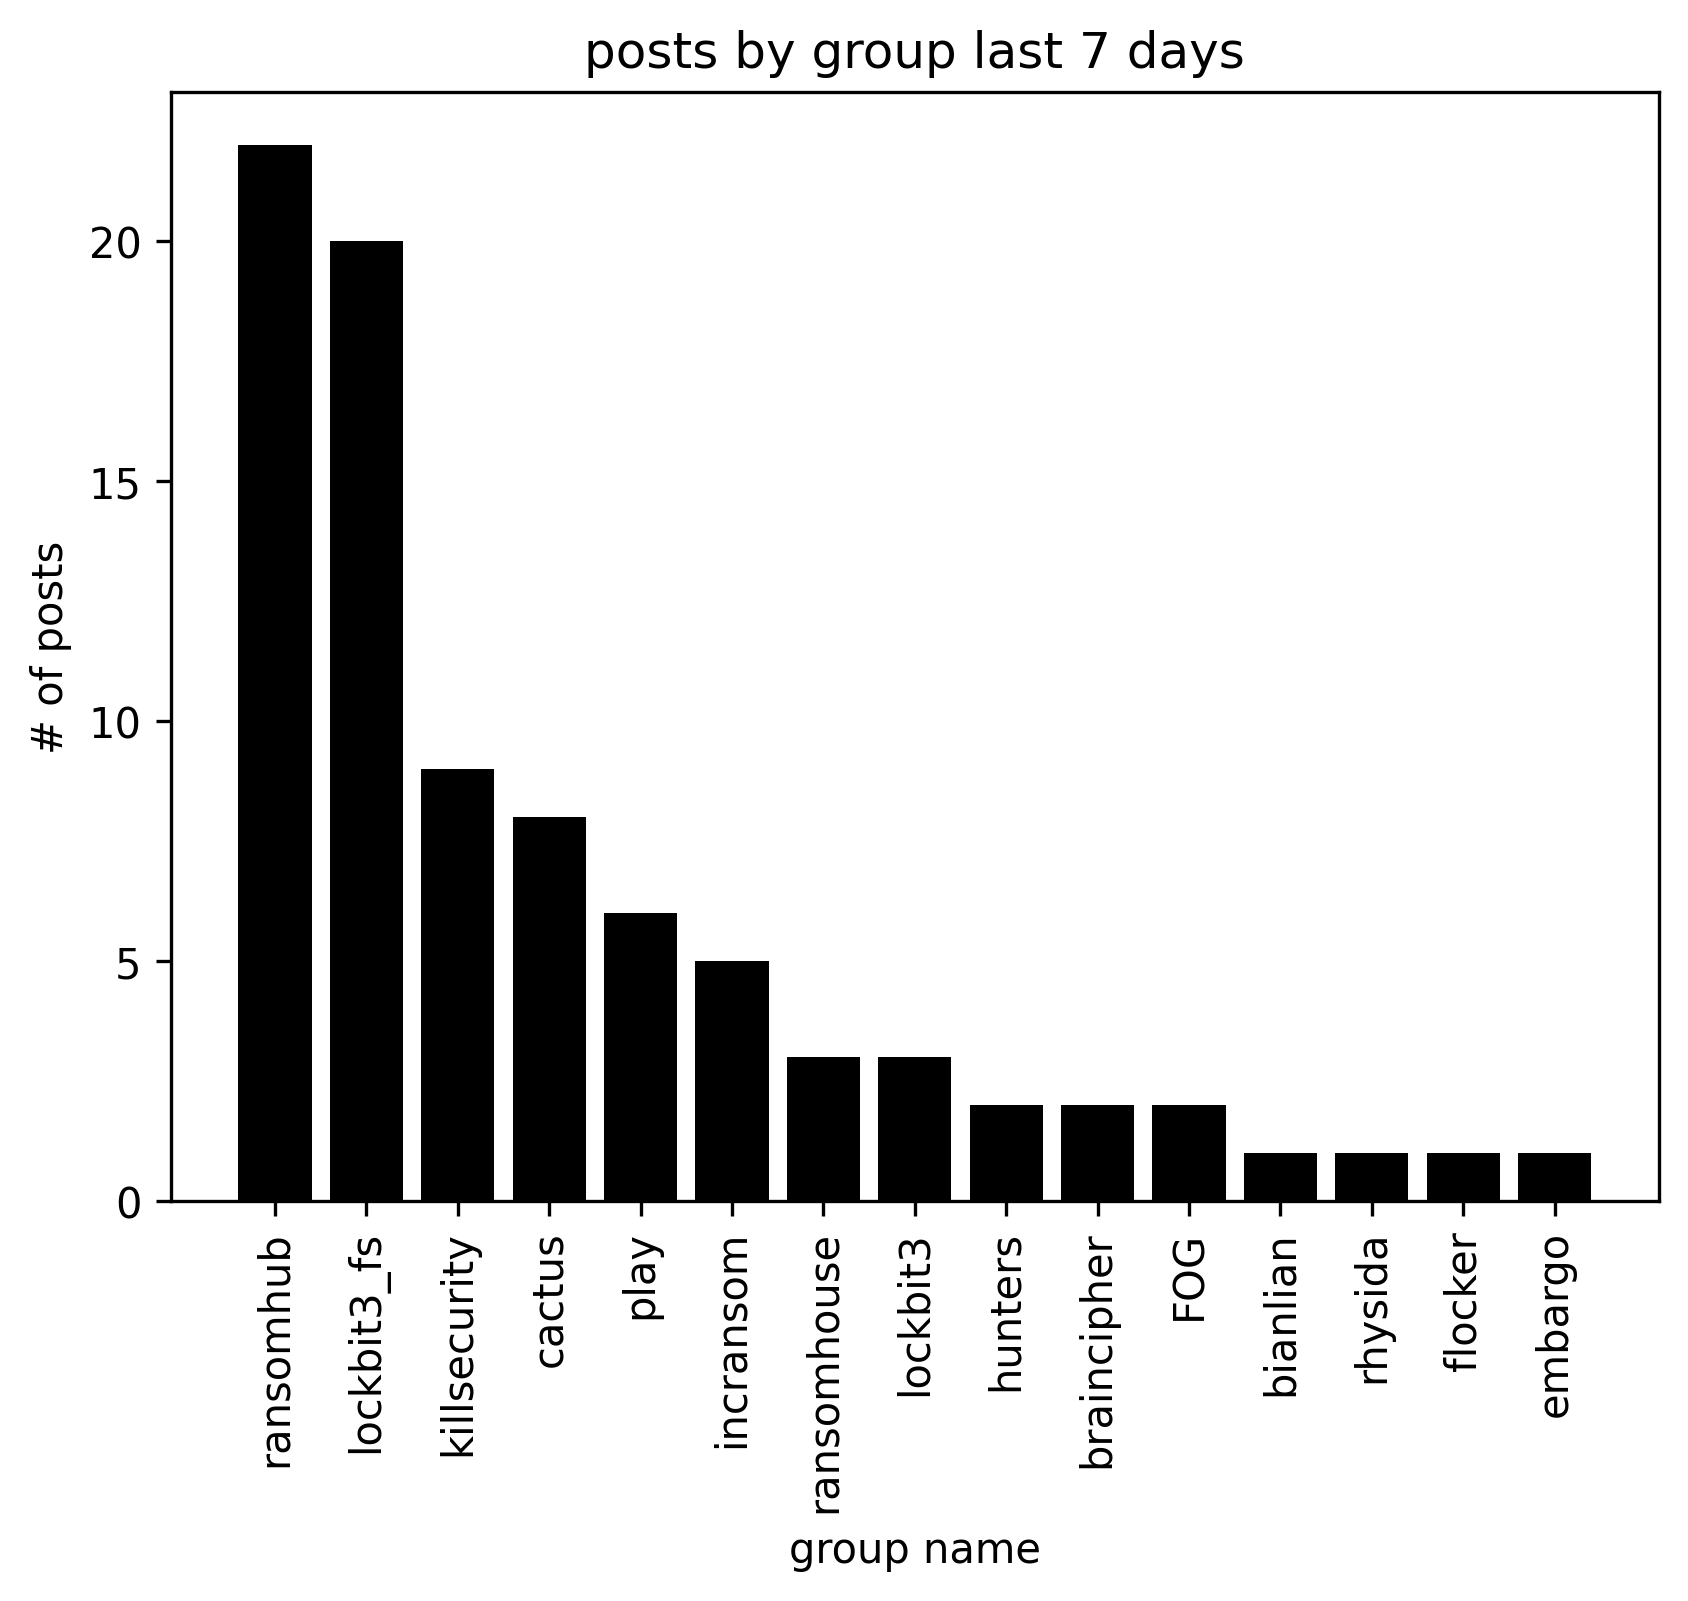 posts by group last 7 days
# of posts
20
15
10
5
0
ransomhub
lockbit3_fs
killsecurity
cactus
play
incransom
ransomhouse
lockbit3
hunters
braincipher
FOG
bianlian
rhysida
flocker
embargo
group name